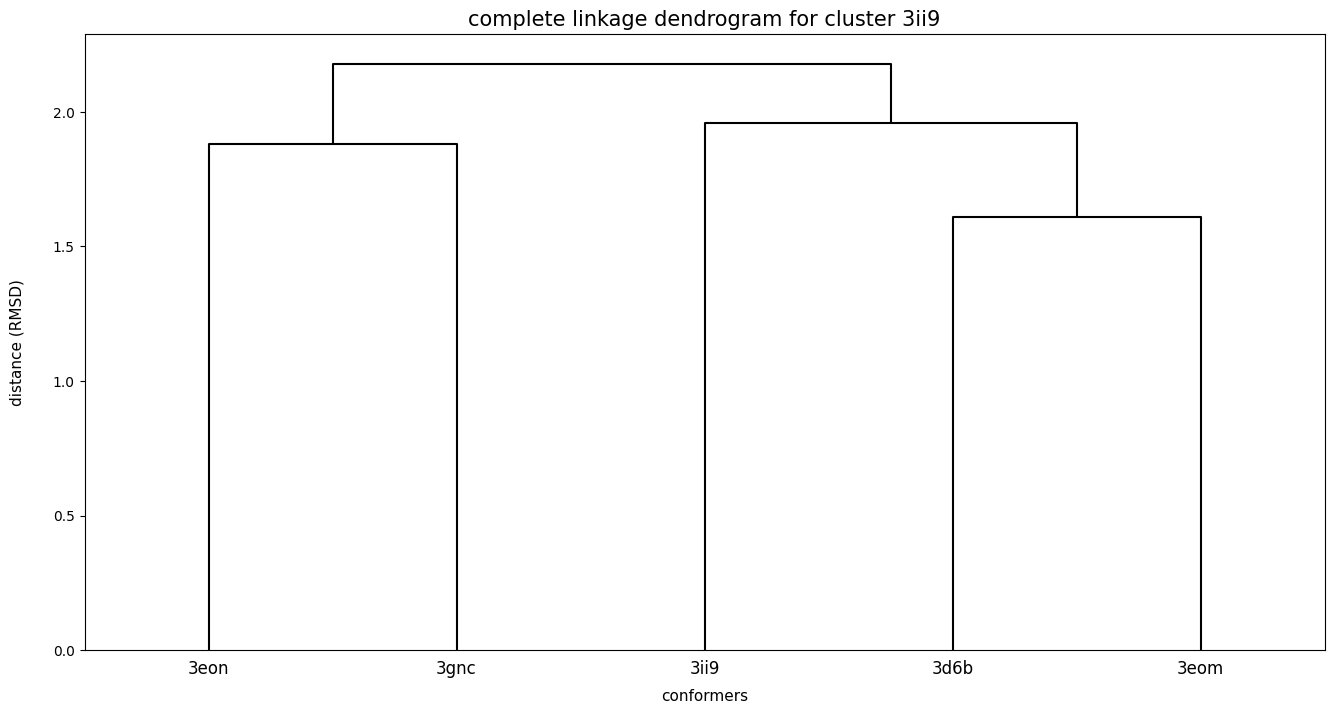 complete linkage dendrogram for cluster 3ii9
distance (RMSD)
2.0
1.5
1.0
0.5
0.0
3eon 3gnc 3ii9 3d6b 3eom
conformers